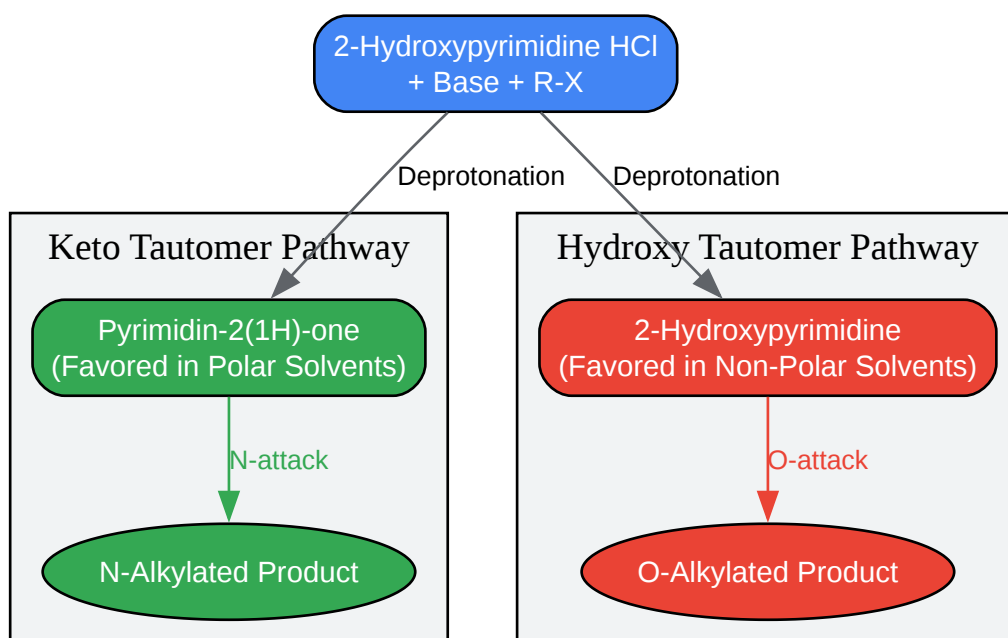 2-Hydroxypyrimidine HCl
+ Base + R-X
Deprotonation
Deprotonation
Keto Tautomer Pathway
Pyrimidin-2(1H)-one
(Favored in Polar Solvents)
N-attack
N-Alkylated Product
Hydroxy Tautomer Pathway
2-Hydroxypyrimidine
(Favored in Non-Polar Solvents)
O-attack
O-Alkylated Product